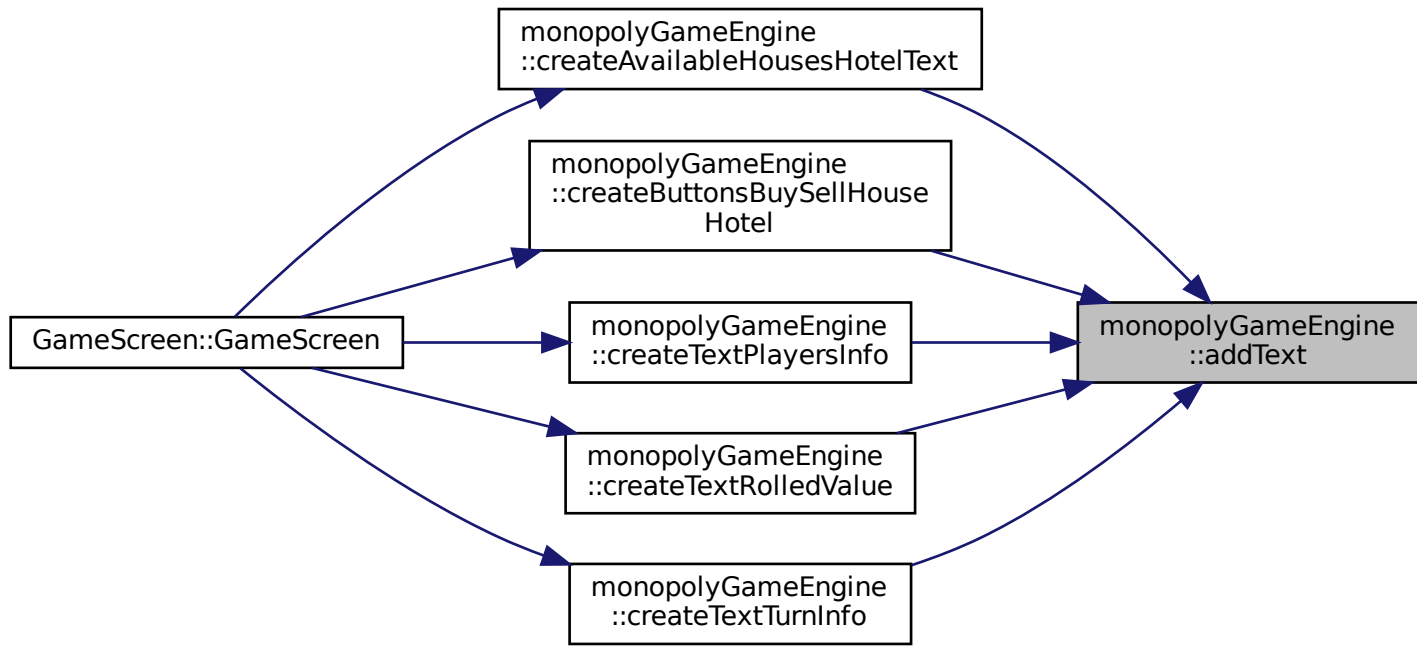 monopolyGameEngine
::createAvailableHousesHotelText
monopolyGameEngine
::createButtonsBuySellHouse
Hotel
GameScreen::GameScreen
monopolyGameEngine
::createTextPlayersInfo
monopolyGameEngine
::addText
monopolyGameEngine
::createTextRolledValue
monopolyGameEngine
::createTextTurnInfo